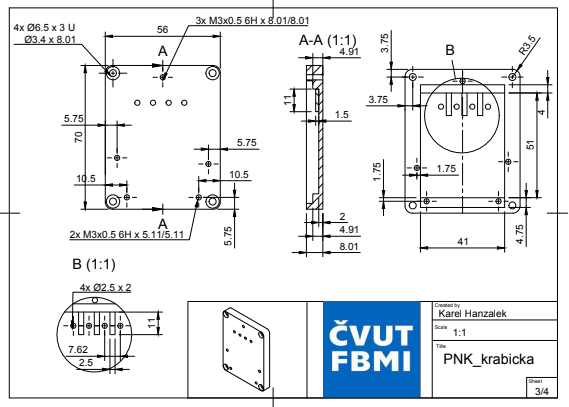 3x M3x0.5 6H x 8.01/8.01
4x Ø6.5 x 3 U
Ø3.4 x 8.01
56
A
A-A (1:1)
4.91
3.75
B
R3.5
11
1.5
3.75
4
5.75
70
5.75
51
10.5
10.5
1.75
1.75
5.75
A
2x M3x0.5 6H x 5.11/5.11
2
4.91
8.01
41
4.75
B (1:1)
4x Ø2.5 x 2
11
7.62
2.5
ČVUT
FBMI
Created by
Karel Hanzalek
Scale
1:1
Title
PNK_krabicka
Sheet
3/4